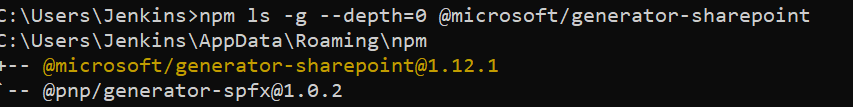 C:\Users\Jenkins>npm ls -g --depth=0 @microsoft/generator-sharepoint
C:\Users\Jenkins\AppData\Roaming\npm
+-- @microsoft/generator-sharepoint@1.12.1
`-- @pnp/generator-spfx@1.0.2